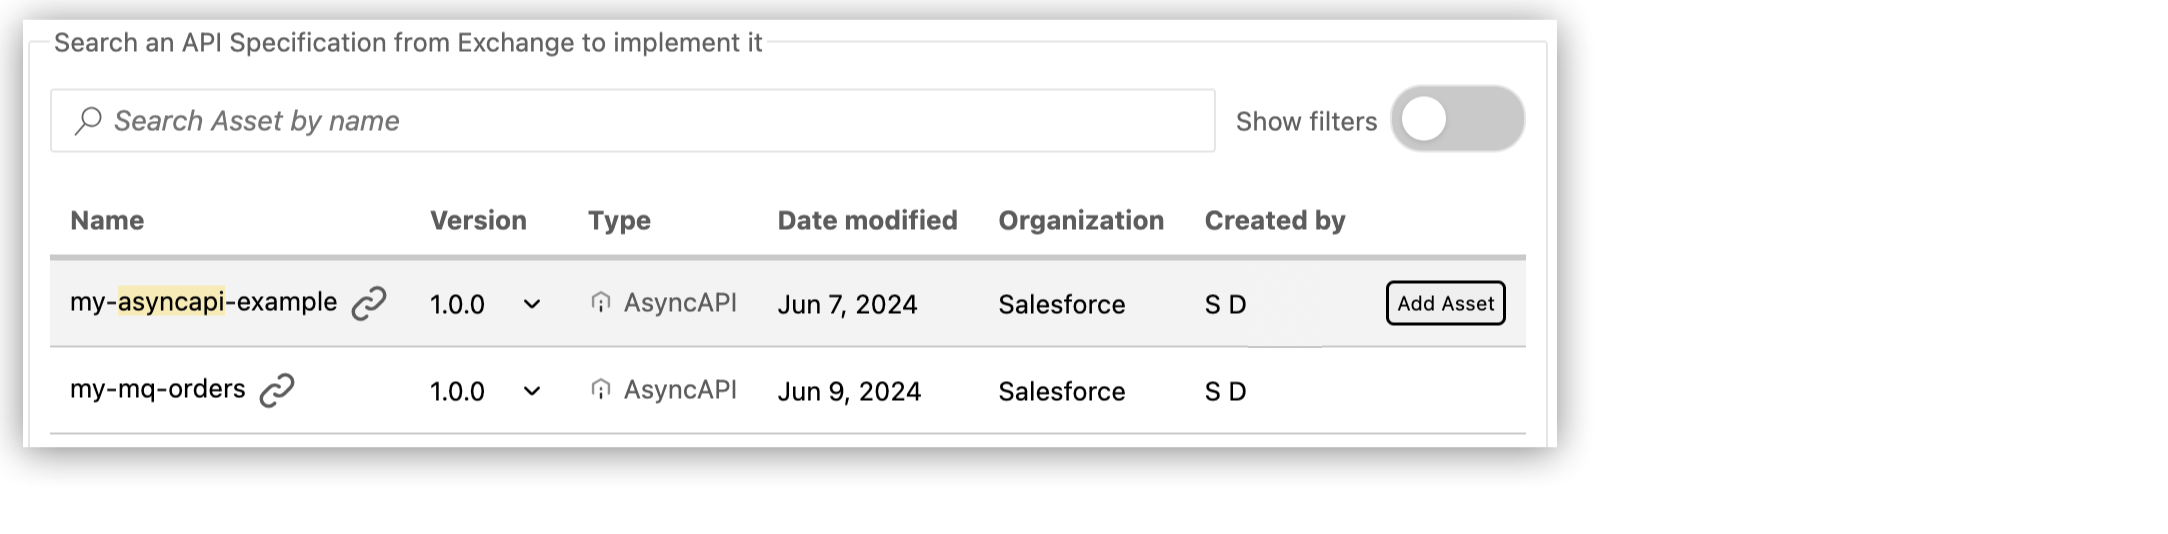 Search an API Specification from Exchange to implement it
Search Asset by name Show filters
Name Version Type Date modified Organization Created by
my-asyncapi-example 1.0.0 AsyncAPI Jun 7, 2024 Salesforce S D Add Asset
my-mq-orders 1.0.0 AsyncAPI Jun 9, 2024 Salesforce S D